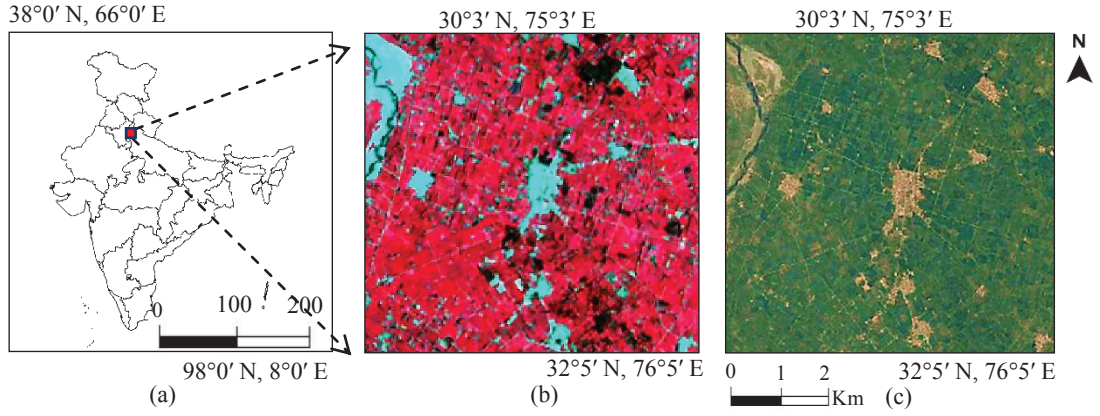 38°0′ N, 66°0′ E
30°3′ N, 75°3′ E
30°3′ N, 75°3′ E
N
0 100 200
98°0′ N, 8°0′ E
32°5′ N, 76°5′ E
32°5′ N, 76°5′ E
0 1 2
Km
(a)
(b)
(c)